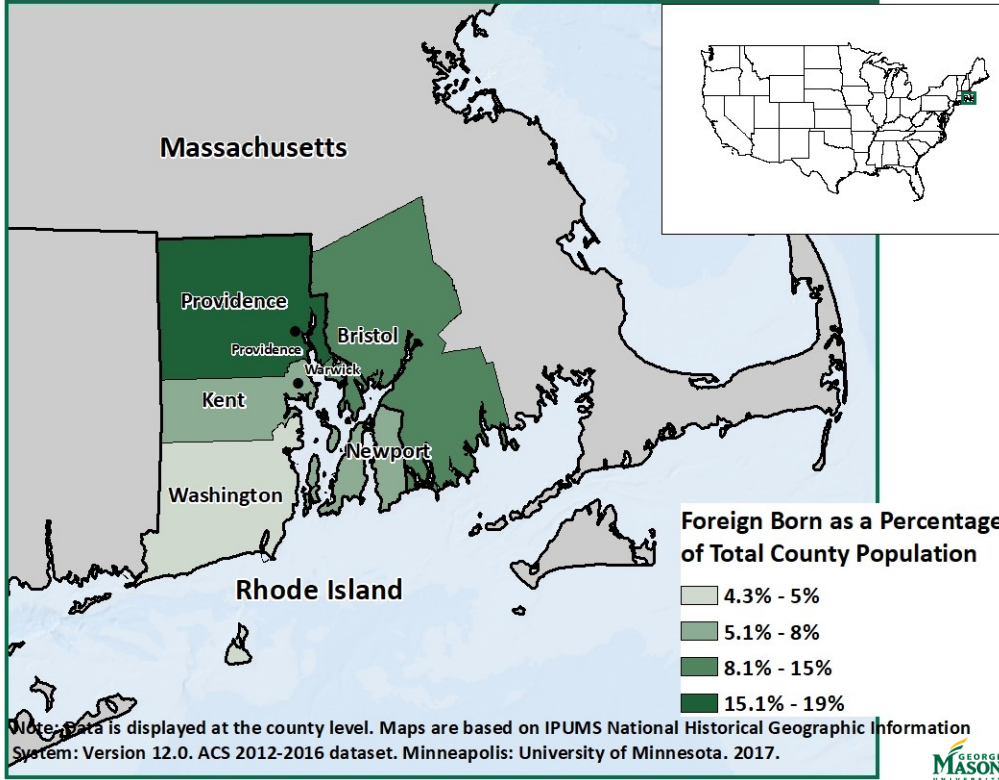 Massachusetts
Providence
Bristol
Providence
Warwick
Kent
Newport
Washington
Rhode Island
Foreign Born as a Percentage
of Total County Population
4.3% - 5%
5.1% - 8%
8.1% - 15%
15.1% - 19%
Note: Data is displayed at the county level. Maps are based on IPUMS National Historical Geographic Information
System: Version 12.0. ACS 2012-2016 dataset. Minneapolis: University of Minnesota. 2017.
GEORGE
MASON
UNIVERSITY